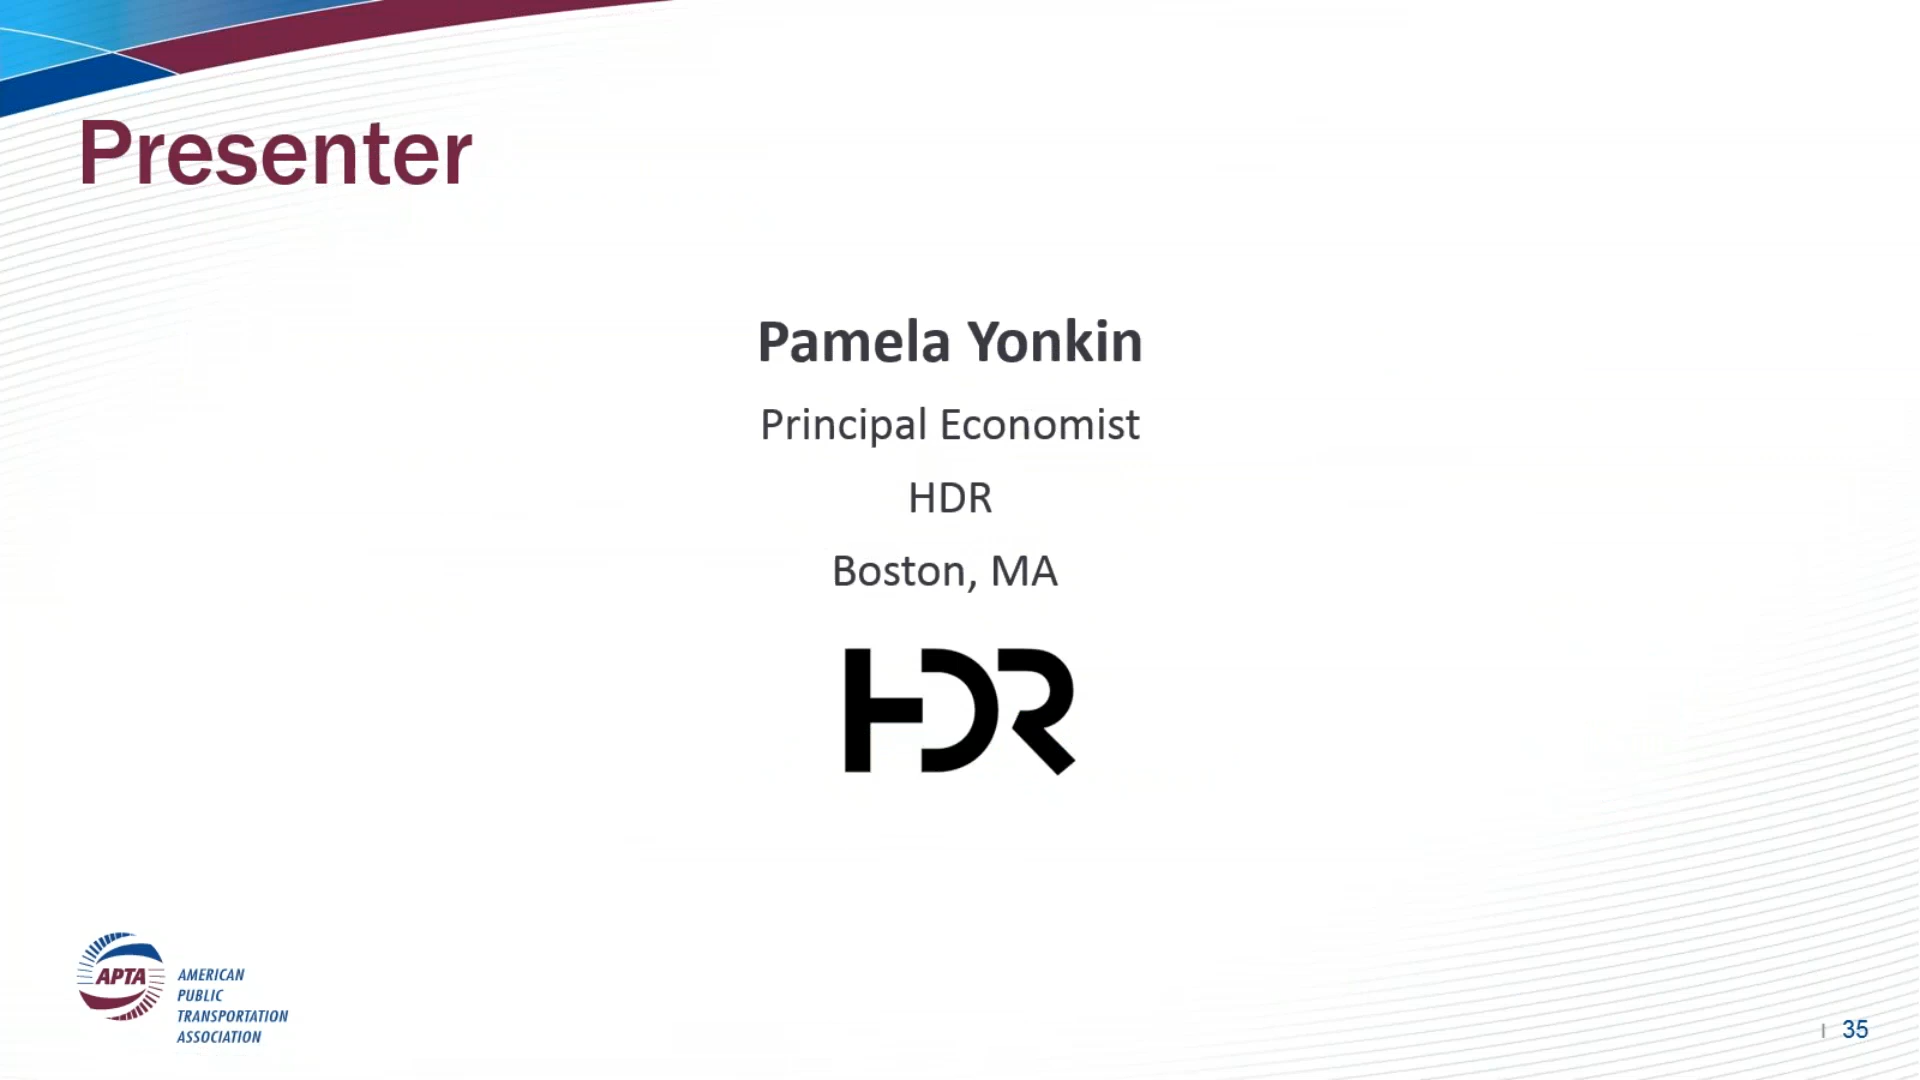 Presenter
Pamela Yonkin
Principal Economist
HDR
Boston, MA
HDR
APTA
AMERICAN
PUBLIC
TRANSPORTATION
ASSOCIATION
| 35